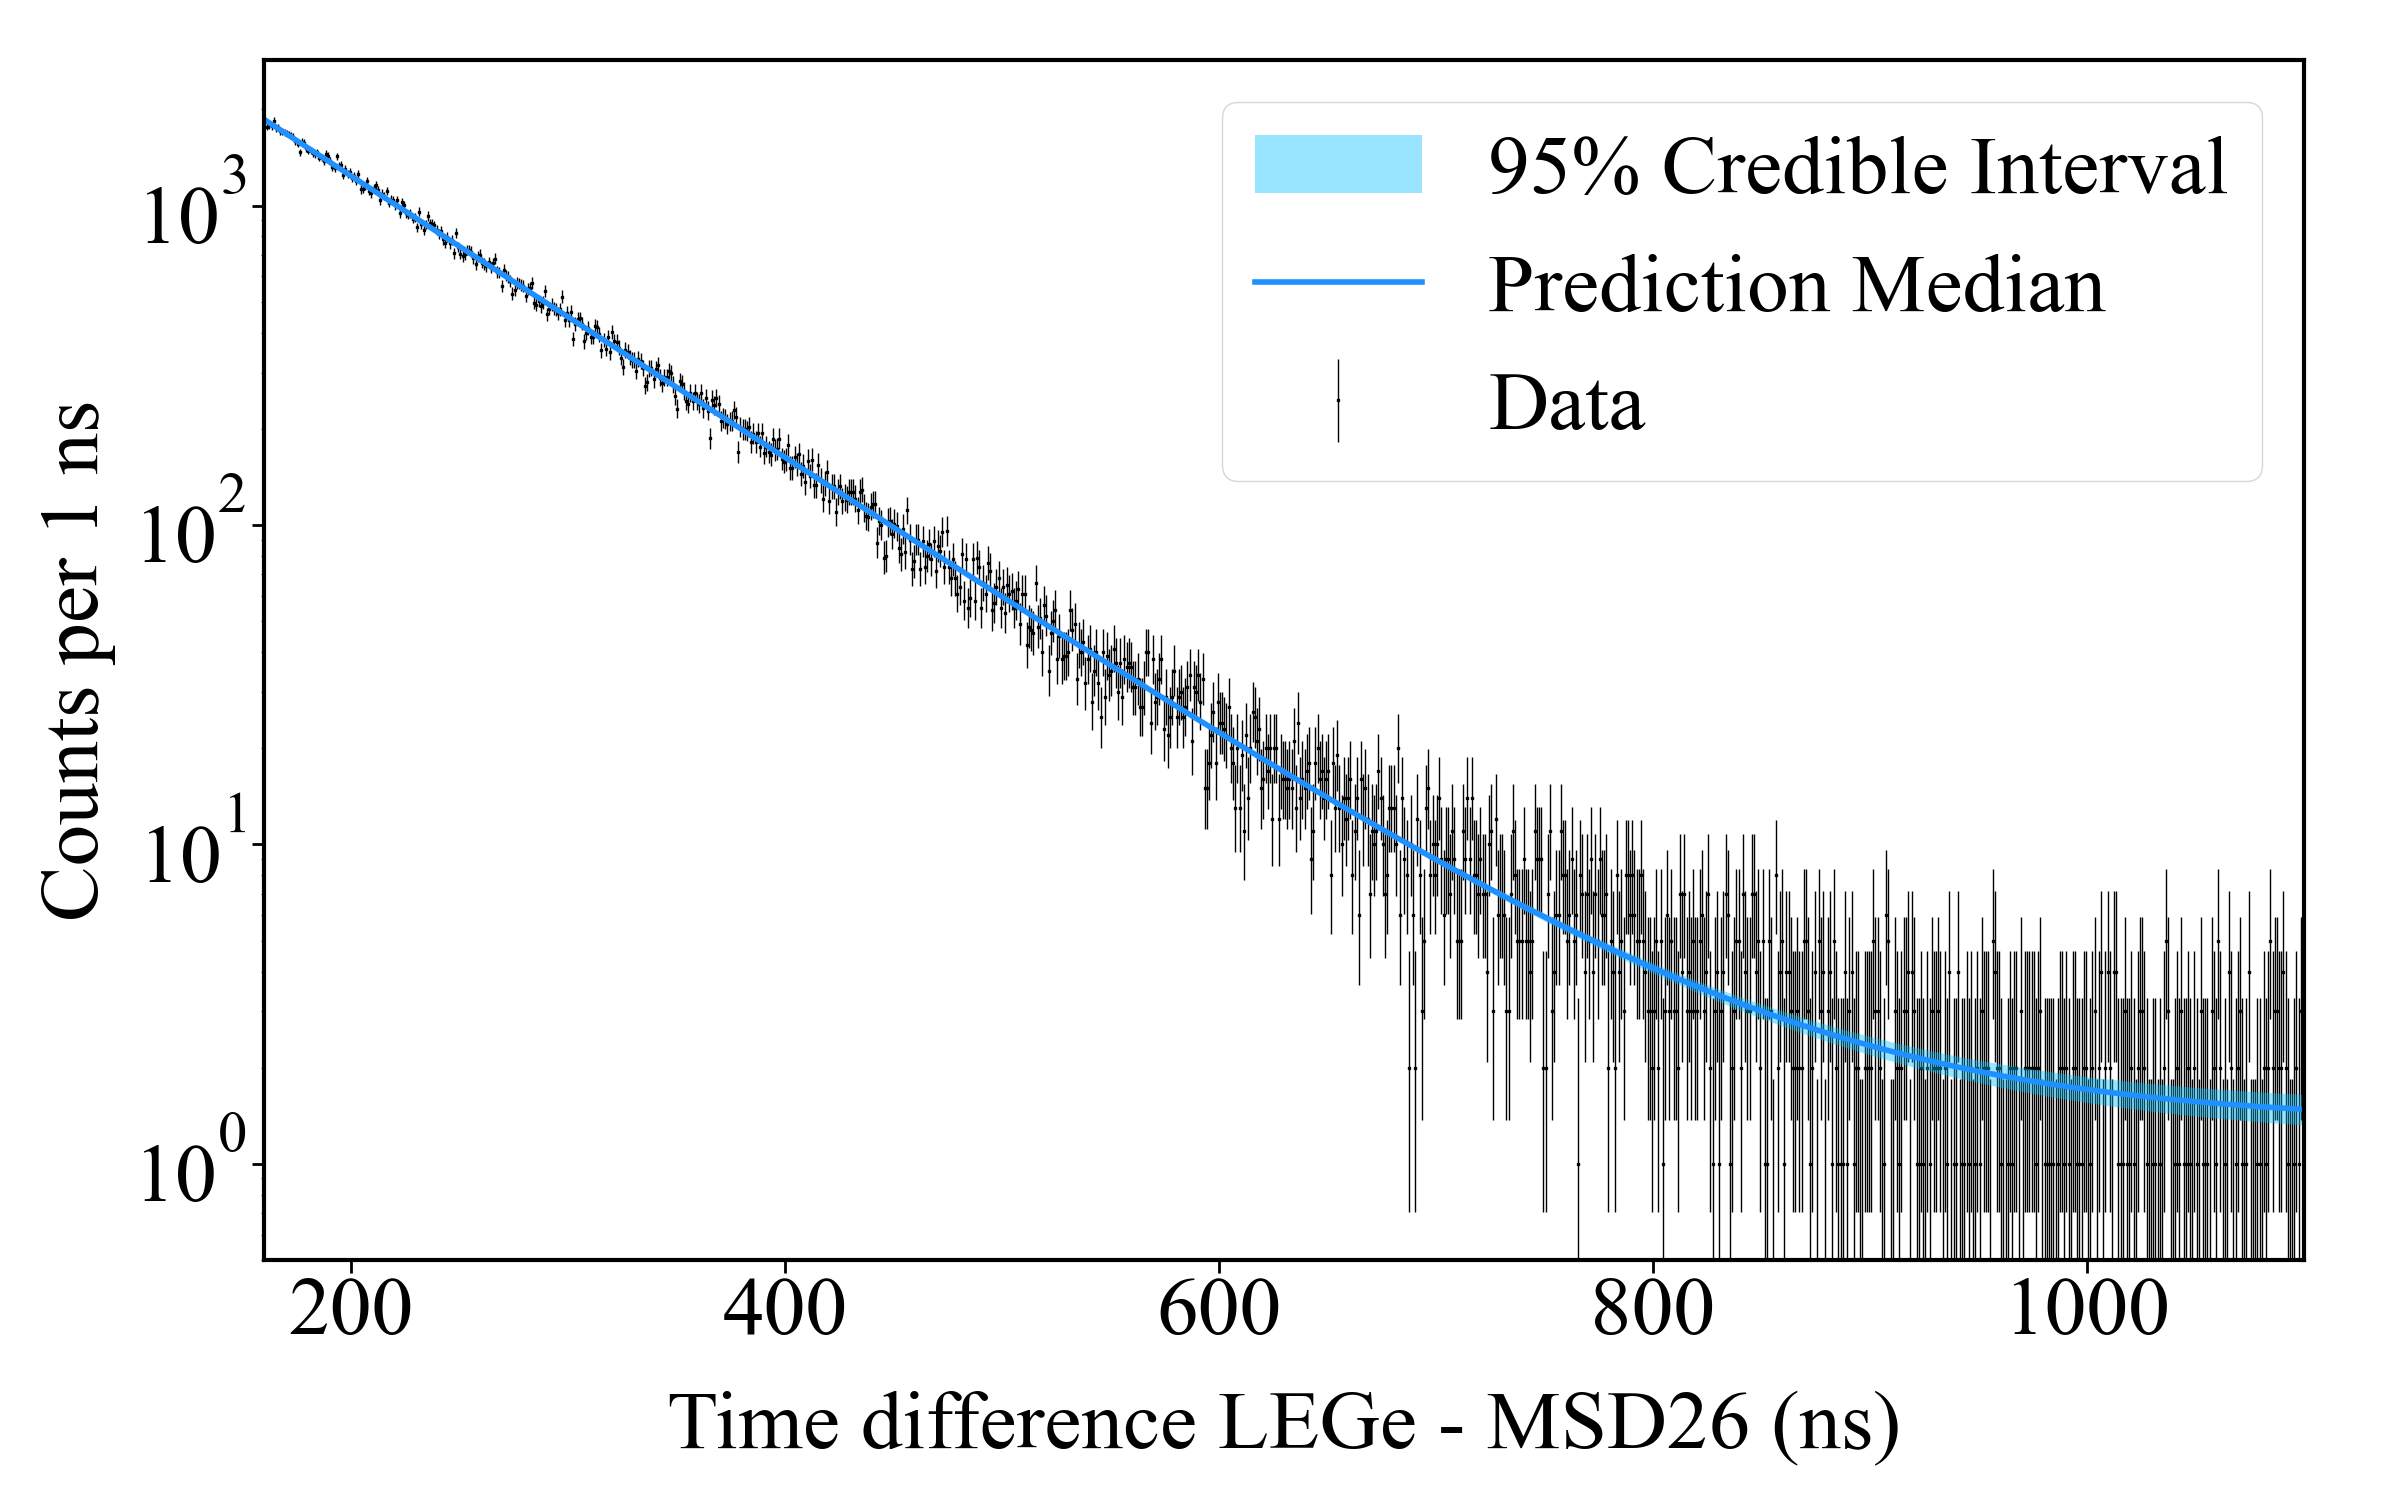 95% Credible Interval
Prediction Median
Data
10^3
10^2
10^1
10^0
Counts per 1 ns
200 400 600 800 1000
Time difference LEGe - MSD26 (ns)